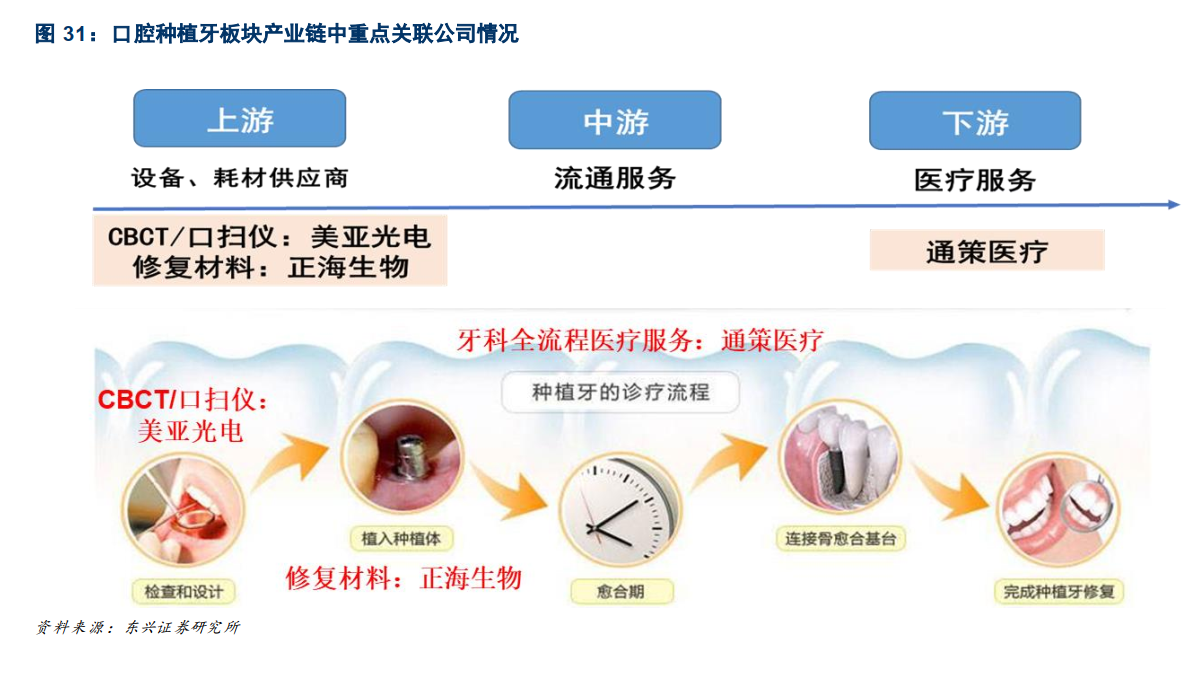 图 31：口腔种植牙板块产业链中重点关联公司情况
上游
中游
下游
设备、耗材供应商
流通服务
医疗服务
CBCT/口扫仪：美亚光电
修复材料：正海生物
通策医疗
牙科全流程医疗服务：通策医疗
种植牙的诊疗流程
CBCT/口扫仪：
美亚光电
植入种植体
连接骨愈合基台
修复材料：正海生物
检查和设计
愈合期
完成种植牙修复
资料来源：东兴证券研究所